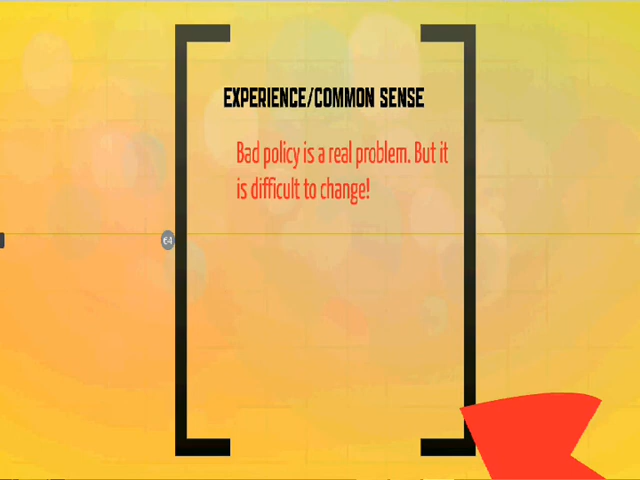 EXPERIENCE/COMMON SENSE
Bad policy is a real problem. But it
is difficult to change!